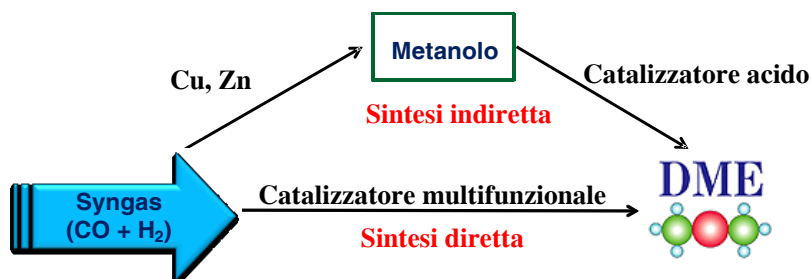 Metanolo
Cu, Zn
Catalizzatore acido
Sintesi indiretta
Syngas
(CO + H₂)
Catalizzatore multifunzionale
Sintesi diretta
DME